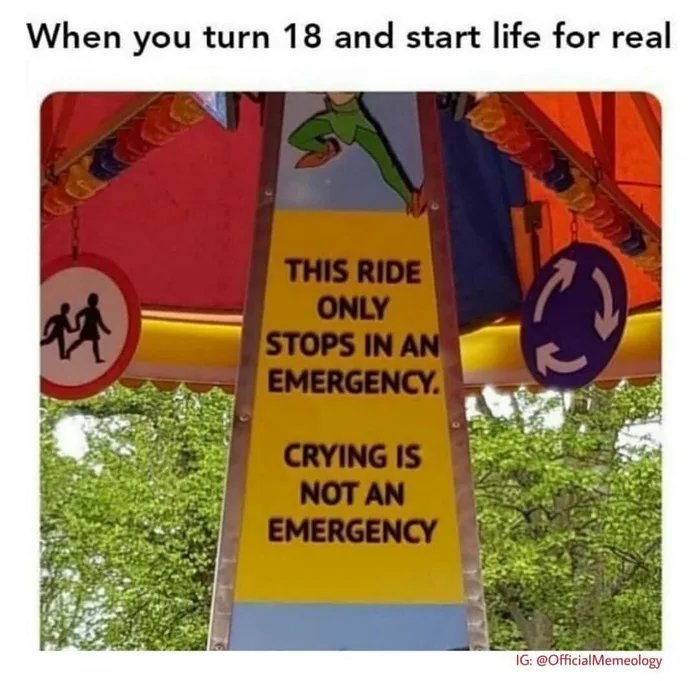 When you turn 18 and start life for real
THIS RIDE
ONLY
STOPS IN AN
EMERGENCY.
CRYING IS
NOT AN
EMERGENCY
IG: @OfficialMemeology